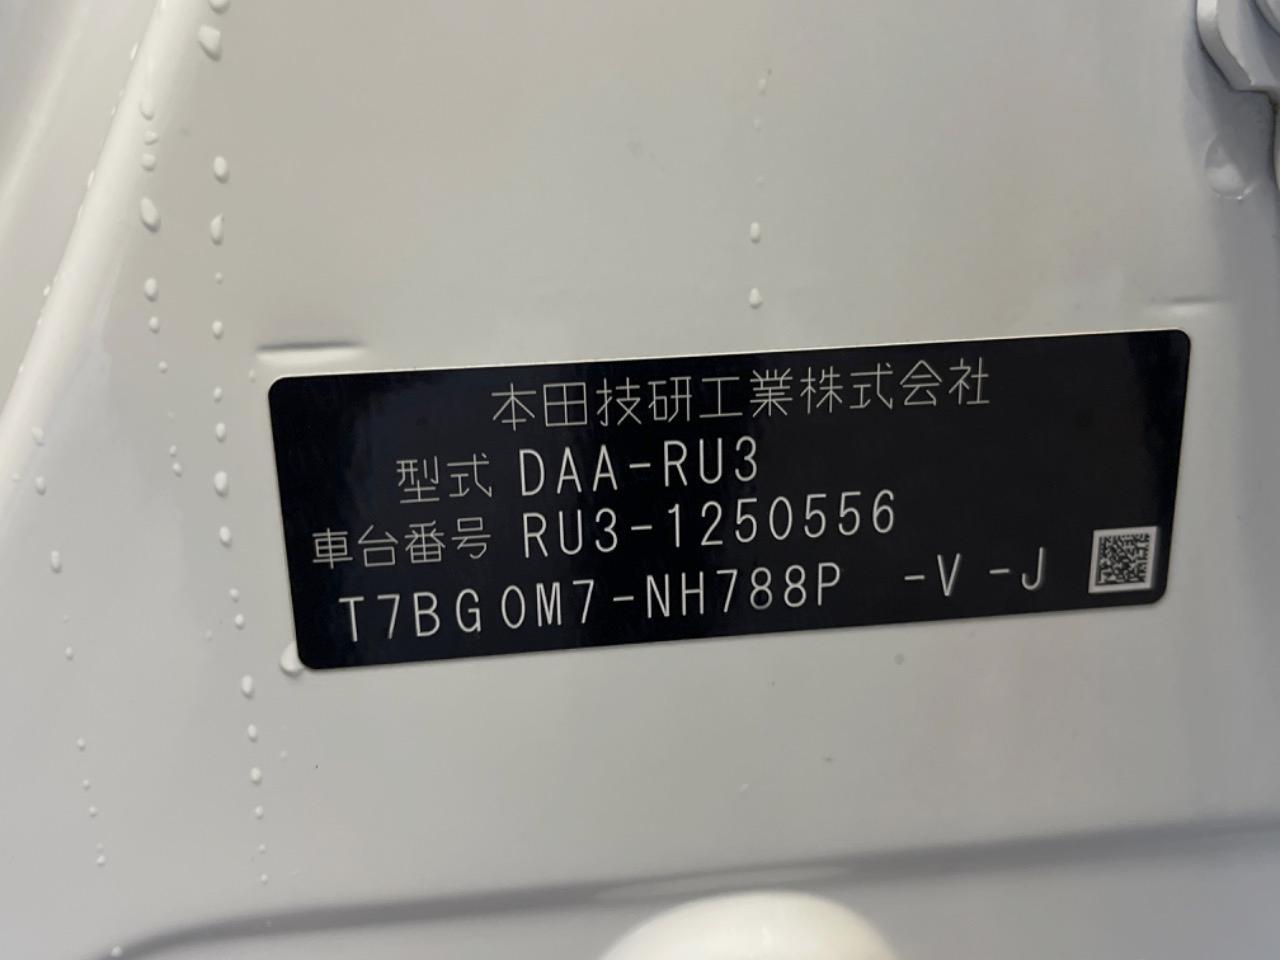 本田技研工業株式会社
型式 DAA-RU3
車台番号 RU3-1250556
T7BG0M7-NH788P -V -J